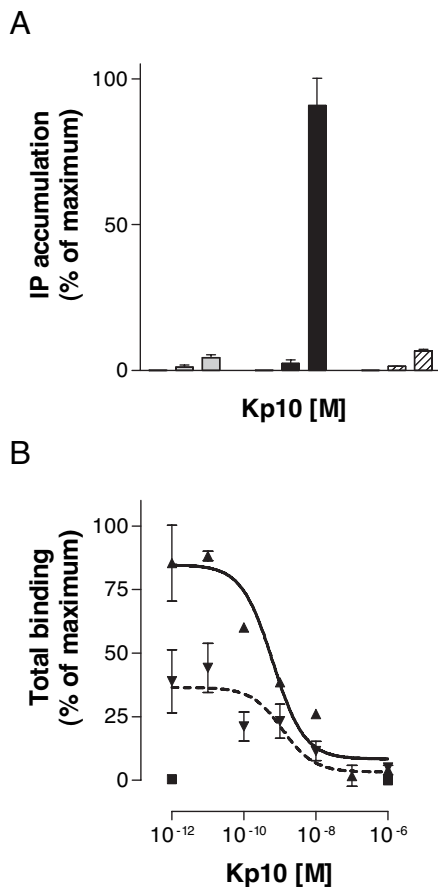 A
100
IP accumulation
(% of maximum)
50
0
Kp10 [M]
B
100
Total binding
(% of maximum)
75
50
25
0
10-12
10-10
10-8
10-6
Kp10 [M]